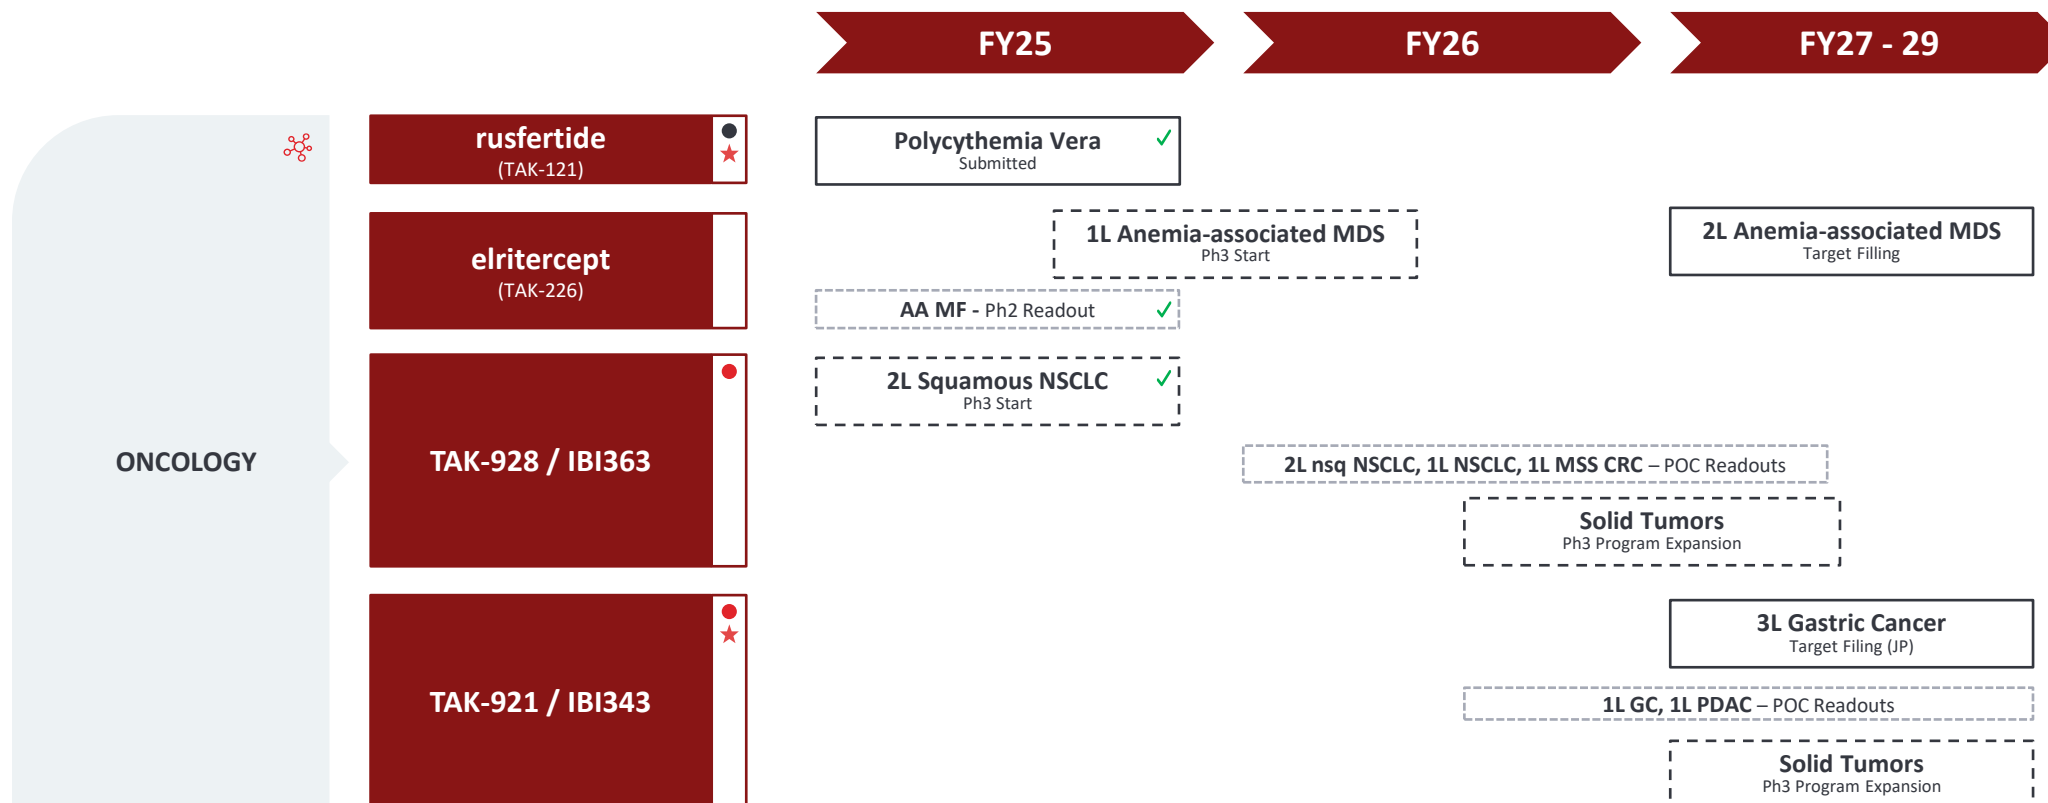 FY25
FY26
FY27 - 29
ONCOLOGY
rusfertide
(TAK-121)
Polycythemia Vera
Submitted
elritercept
(TAK-226)
1L Anemia-associated MDS
Ph3 Start
2L Anemia-associated MDS
Target Filling
AA MF - Ph2 Readout
TAK-928 / IBI363
2L Squamous NSCLC
Ph3 Start
2L nsq NSCLC, 1L NSCLC, 1L MSS CRC – POC Readouts
Solid Tumors
Ph3 Program Expansion
TAK-921 / IBI343
3L Gastric Cancer
Target Filing (JP)
1L GC, 1L PDAC – POC Readouts
Solid Tumors
Ph3 Program Expansion